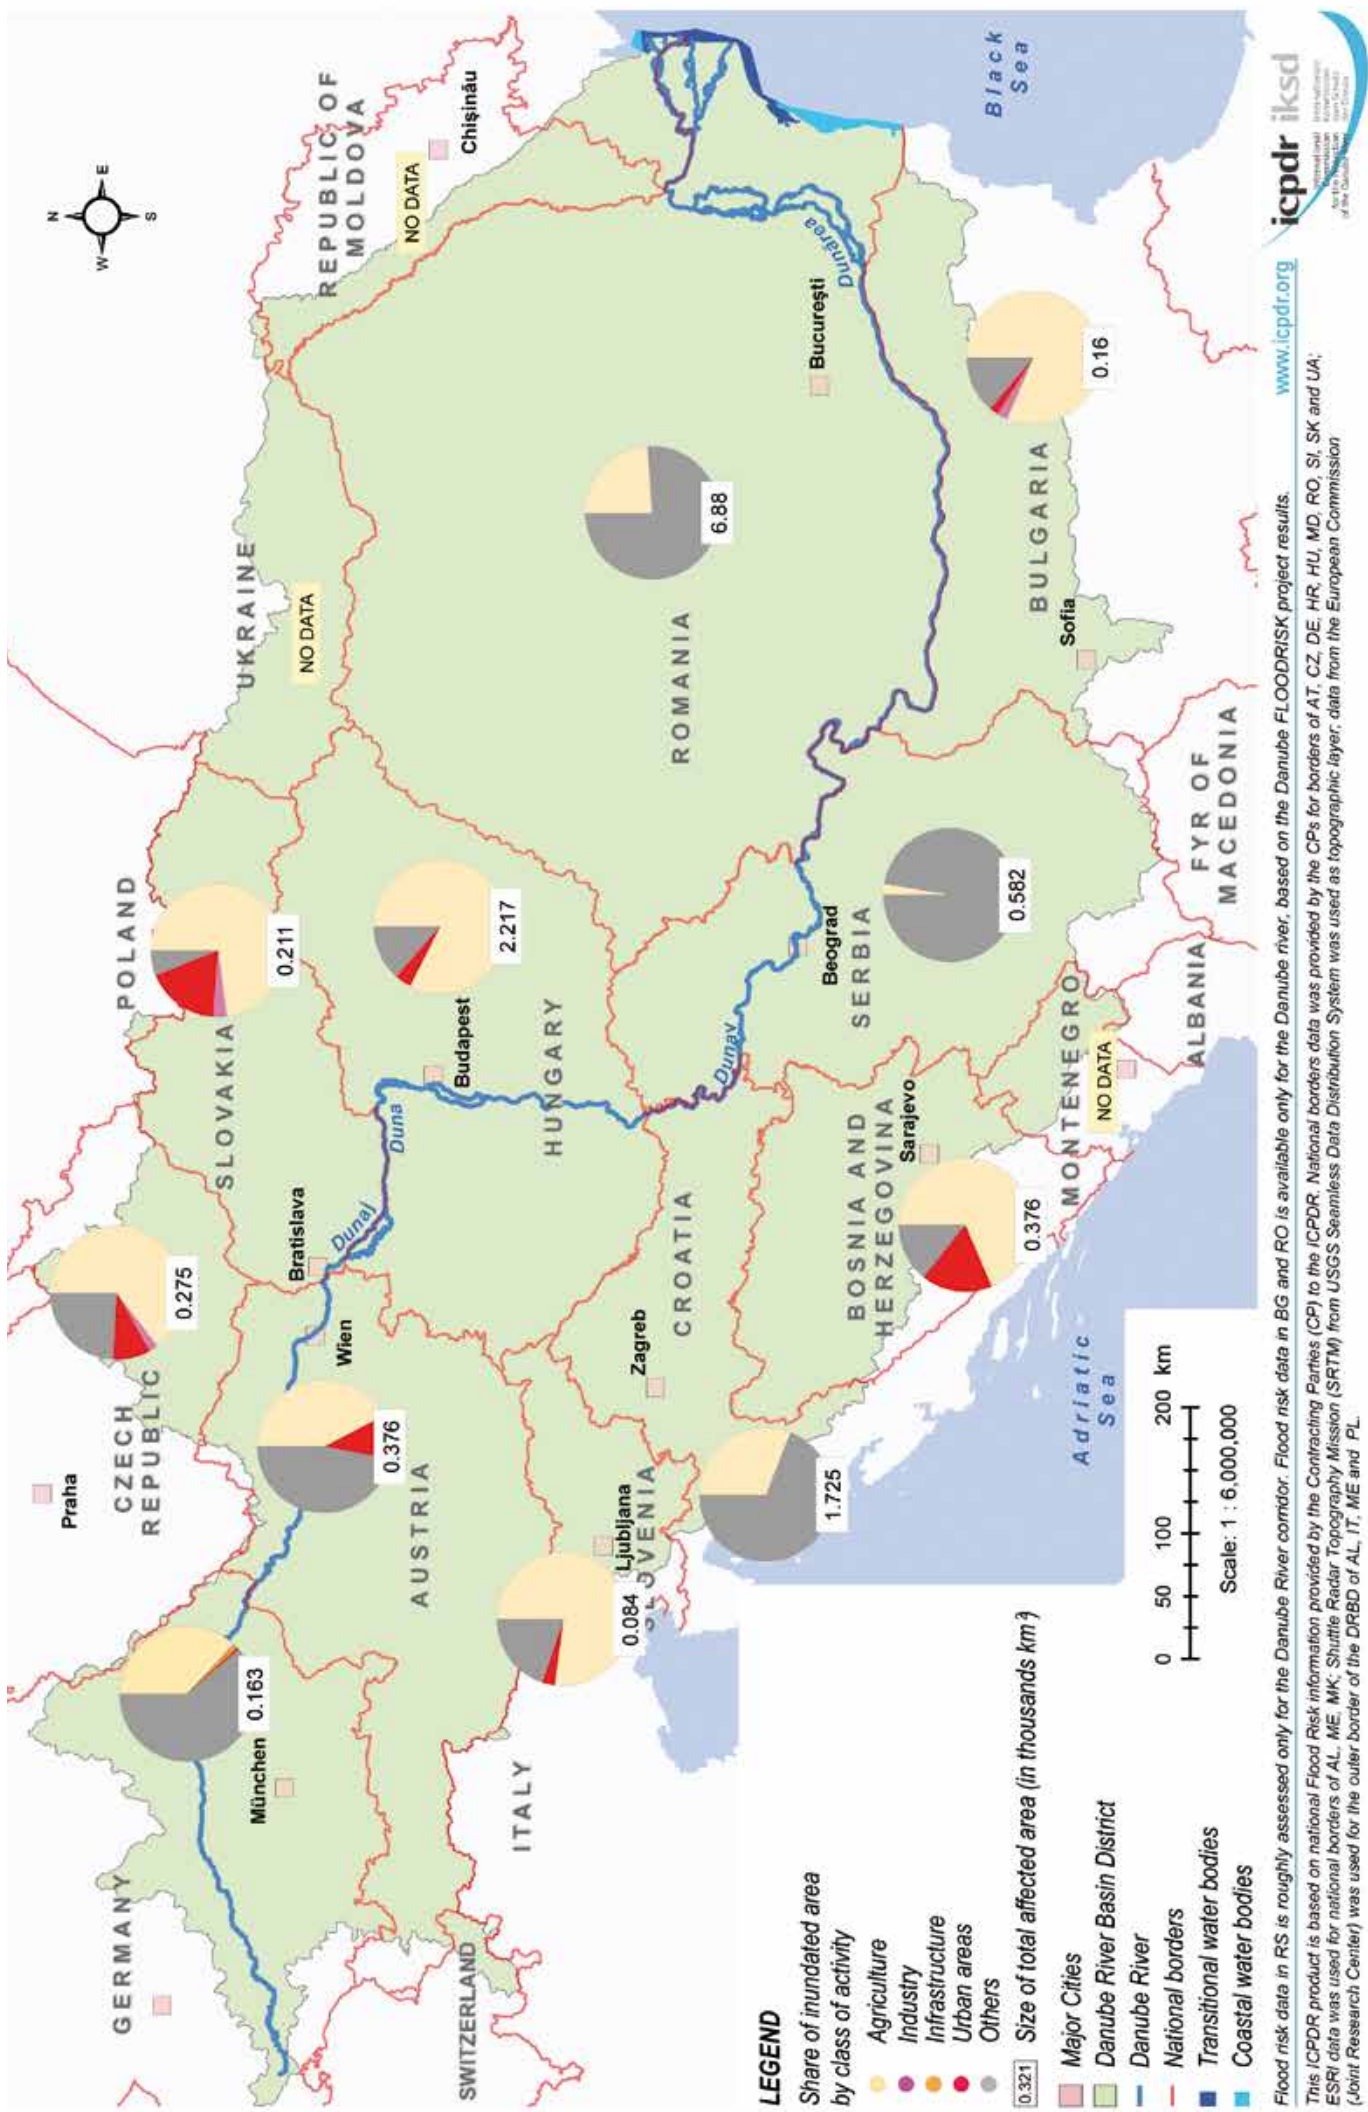 N
W
E
S
REPUBLIC OF
MOLDOVA
Chișinău
NO DATA
UKRAINE
NO DATA
POLAND
0.211
SLOVAKIA
Praha
CZECH
REPUBLIC
0.275
GERMANY
0.163
München
AUSTRIA
0.376
Wien
Bratislava
Dunaj
Duna
Budapest
2.217
HUNGARY
ROMANIA
6.88
București
Dunărea
Black
Sea
SWITZERLAND
ITALY
0.084
Ljubljana
Zagreb
CROATIA
1.725
BOSNIA AND
HERZEGOVINA
Sarajevo
0.376
Dunav
Beograd
SERBIA
0.582
MONTENEGRO
NO DATA
ALBANIA
FYR OF
MACEDONIA
Sofia
BULGARIA
0.16
Adriatic
Sea
0 50 100 200 km
Scale: 1 : 6,000,000
LEGEND
Share of inundated area
by class of activity
Agriculture
Industry
Infrastructure
Urban areas
Others
0.321 Size of total affected area (in thousands km²)
Major Cities
Danube River Basin District
Danube River
National borders
Transitional water bodies
Coastal water bodies
www.icpdr.org
icpdr iksd
International
Commission
for the Protection
of the Danube River
Flood risk data in RS is roughly assessed only for the Danube River corridor. Flood risk data in BG and RO is available only for the Danube river, based on the Danube FLOODRISK project results.
This ICPDR product is based on national Flood Risk information provided by the Contracting Parties (CP) to the ICPDR. National borders data was provided by the CPs for borders of AT, CZ, DE, HR, HU, MD, RO, SI, SK and UA;
ESRI data was used for national borders of AL, ME, MK; Shuttle Radar Topography Mission (SRTM) from USGS Seamless Data Distribution System was used as topographic layer; data from the European Commission
(Joint Research Center) was used for the outer border of the DRBD of AL, IT, ME and PL.